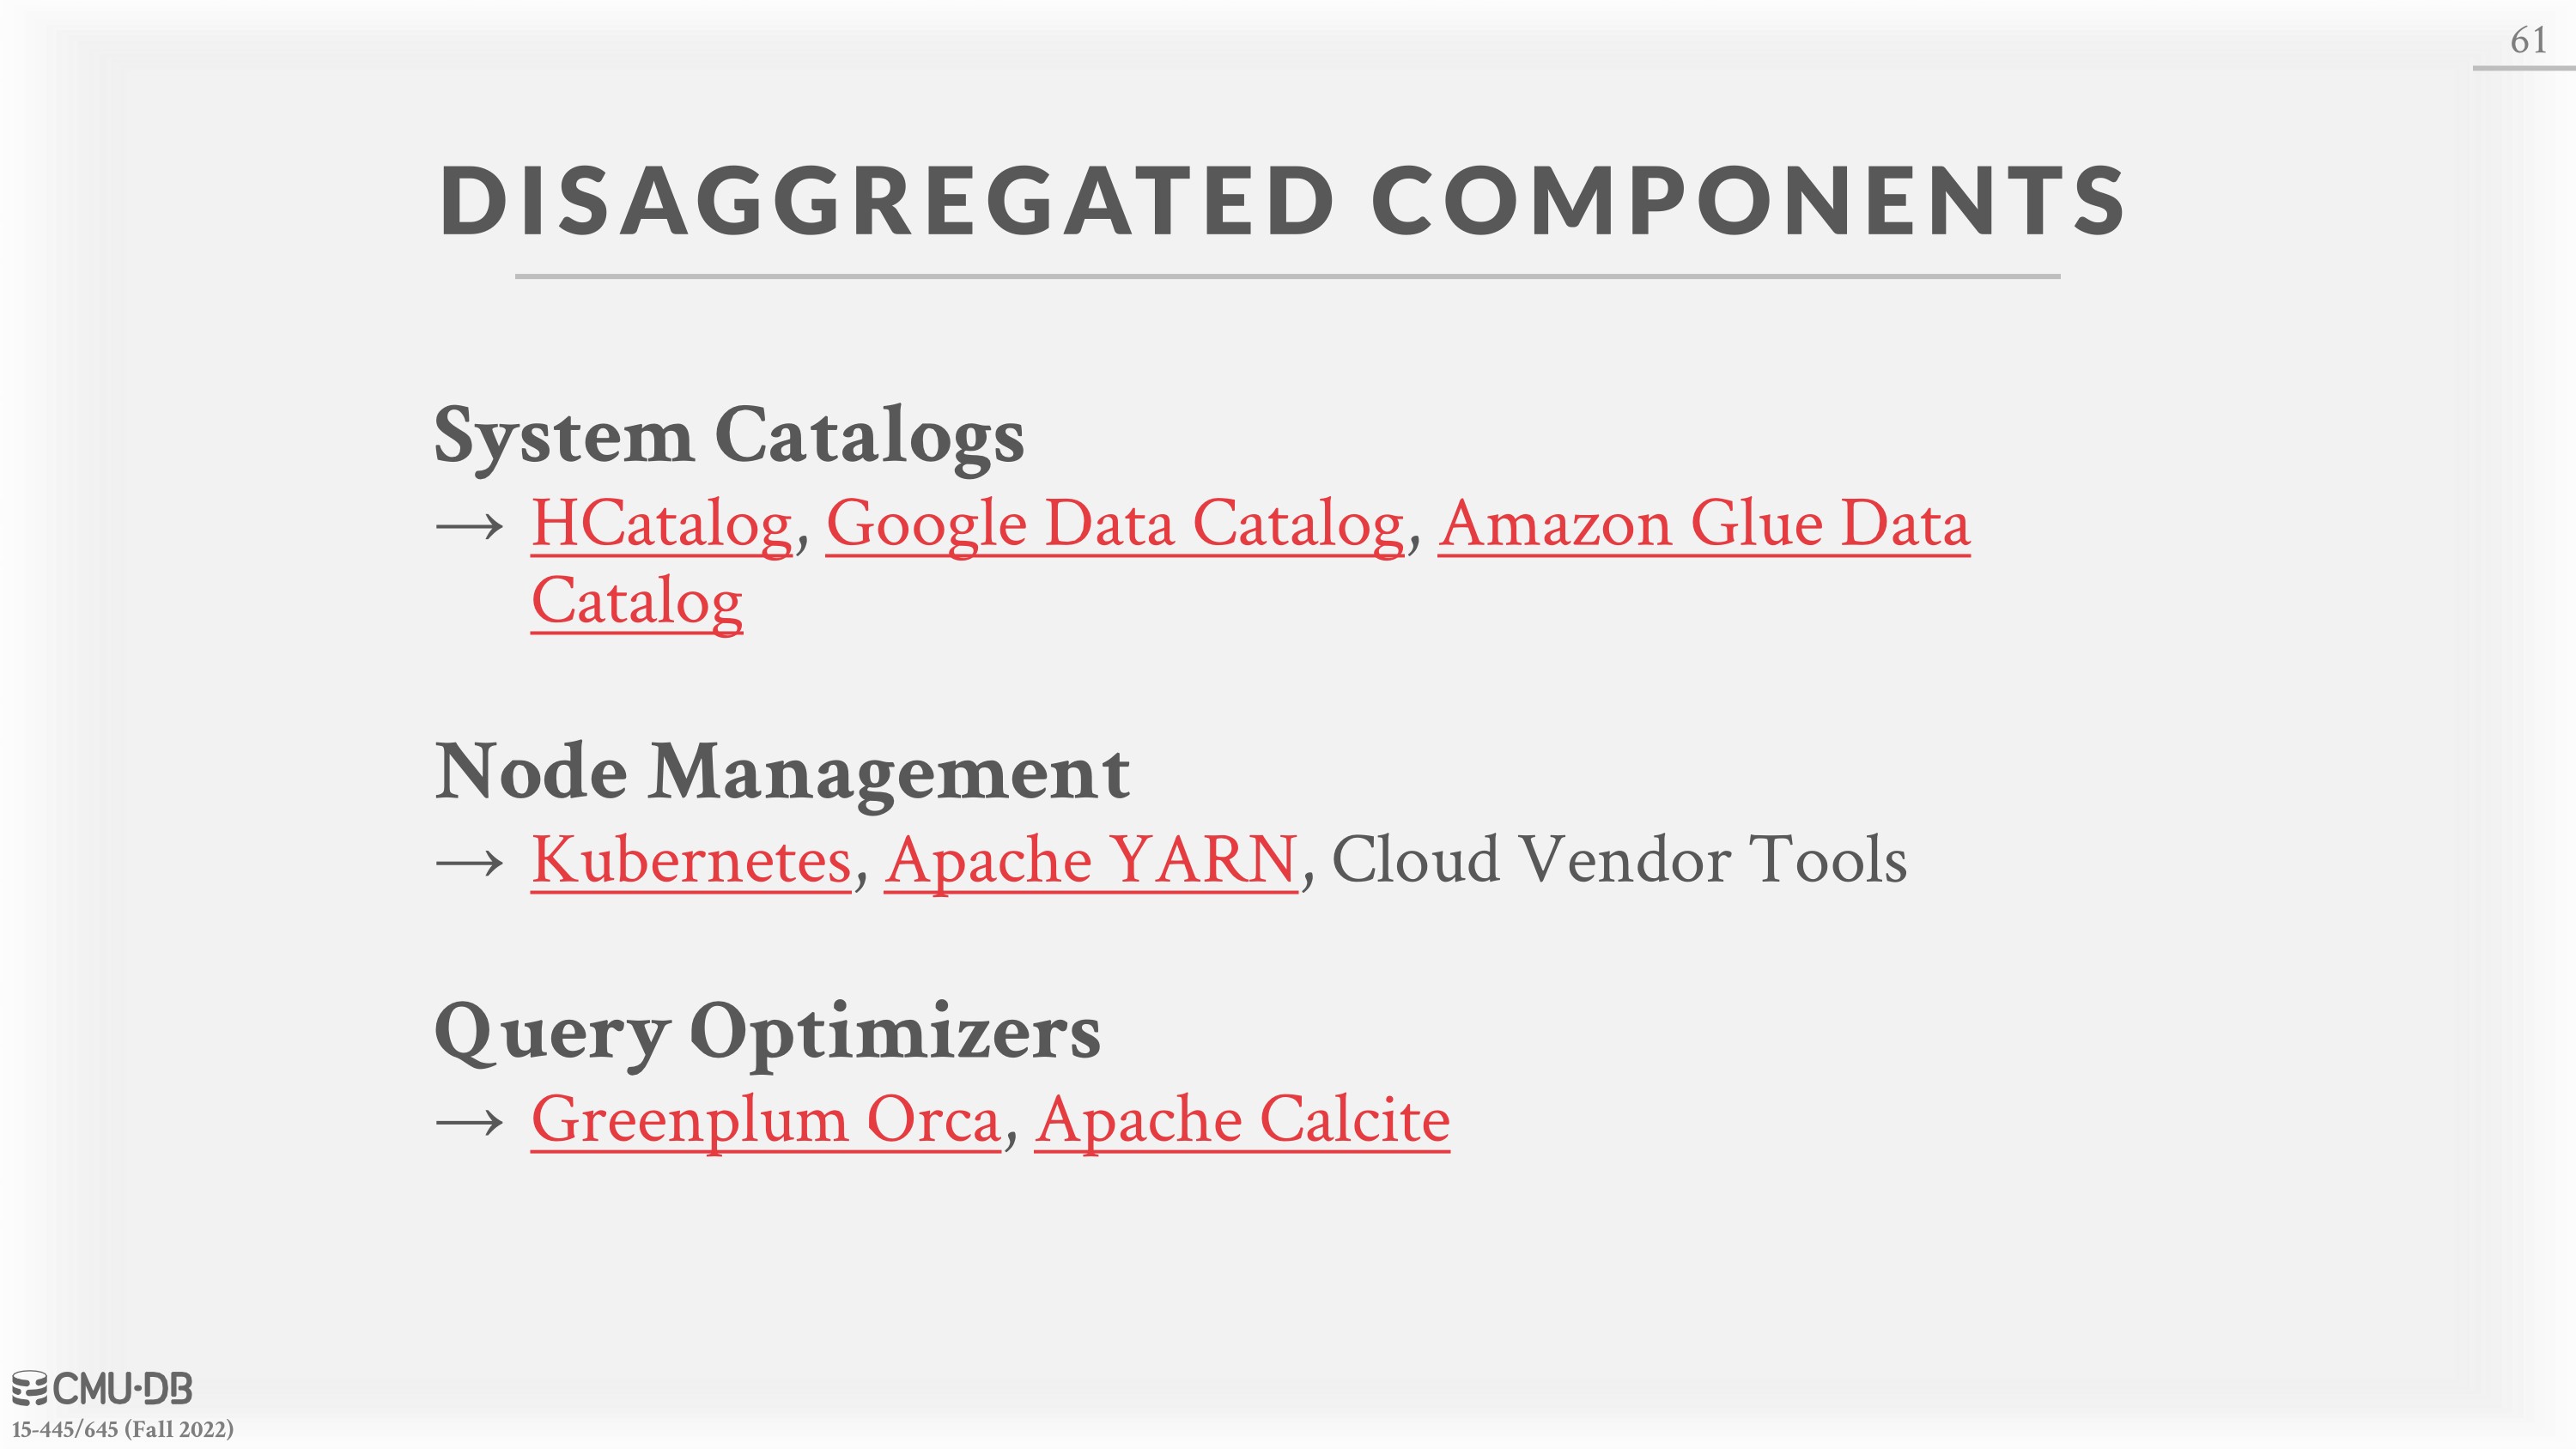 61
DISAGGREGATED COMPONENTS
System Catalogs
→ HCatalog, Google Data Catalog, Amazon Glue Data
Catalog
Node Management
→ Kubernetes, Apache YARN, Cloud Vendor Tools
Query Optimizers
→ Greenplum Orca, Apache Calcite
CMU·DB
15-445/645 (Fall 2022)